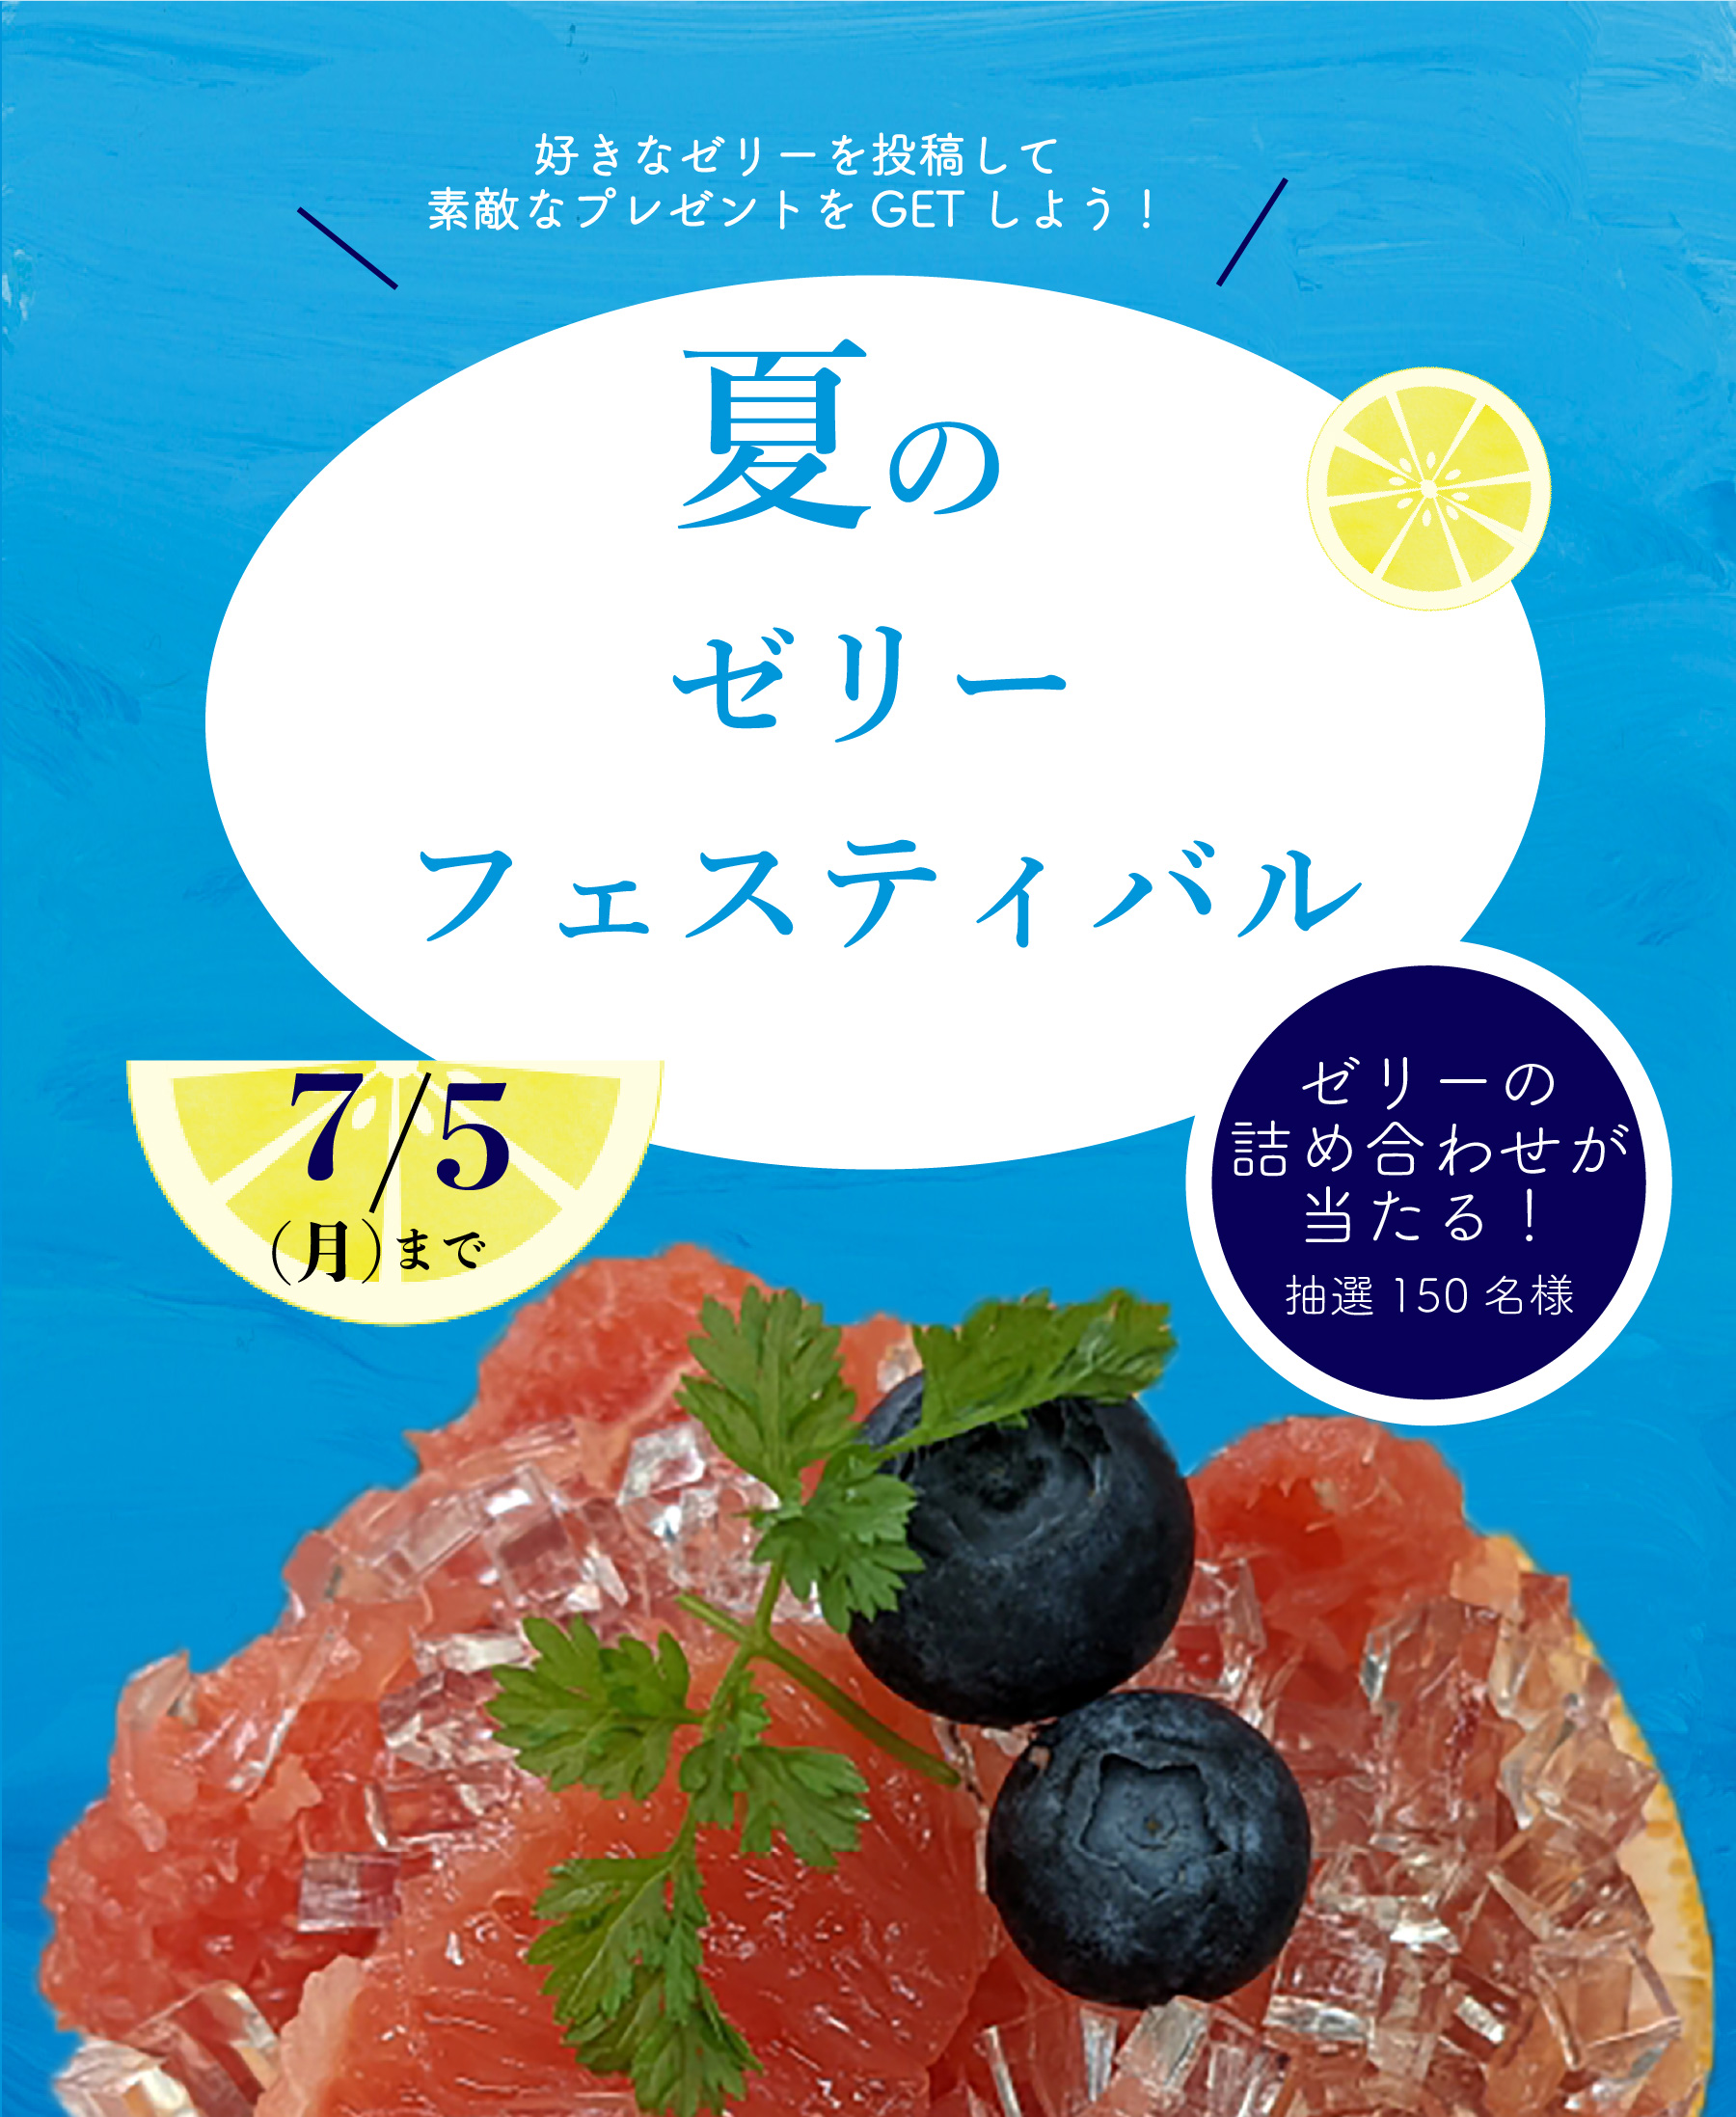 好きなゼリーを投稿して
素敵なプレゼントをGETしよう！
夏の
ゼリー
フェスティバル
7/5
（月）まで
ゼリーの
詰め合わせが
当たる！
抽選150名様